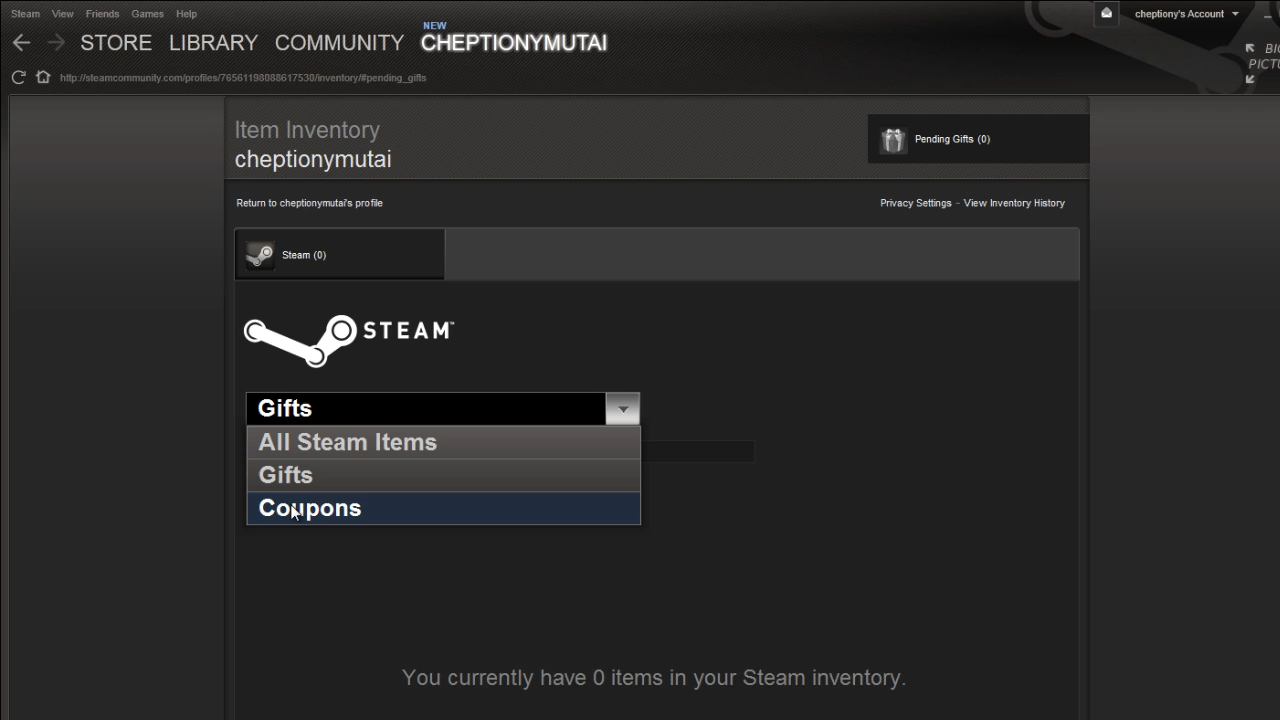 Steam View Friends Games Help
cheptiony's Account
NEW
STORE LIBRARY COMMUNITY CHEPTIONYMUTAI
http://steamcommunity.com/profiles/76561198088617530/inventory/#pending_gifts
Item Inventory
cheptionymutai
Pending Gifts (0)
Return to cheptionymutai's profile
Privacy Settings - View Inventory History
Steam (0)
STEAM™
Gifts
All Steam Items
Gifts
Coupons
You currently have 0 items in your Steam inventory.